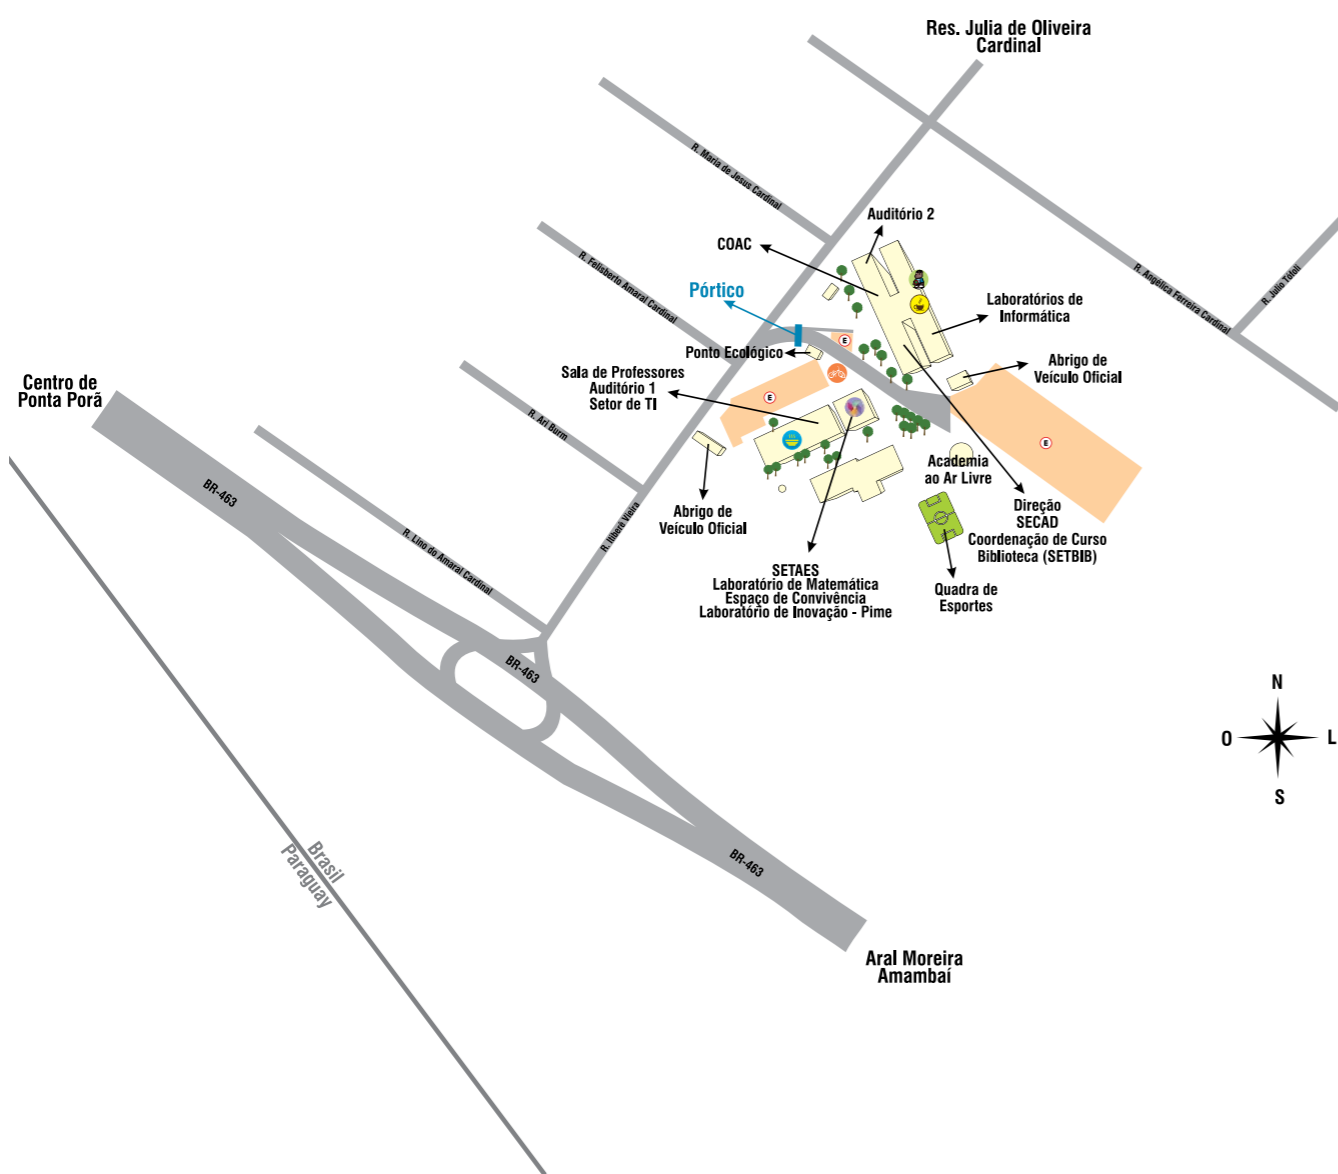 Res. Julia de Oliveira
Cardinal
R. Maria de Jesus Cardinal
Auditório 2
COAC
R. Felisberto Amaral Cardinal
R. Angélica Ferreira Cardinal
R. Júlio Tófoli
Pórtico
Laboratórios de
Informática
Ponto Ecológico
E
Abrigo de
Veículo Oficial
Sala de Professores
Auditório 1
Setor de TI
E
Centro de
Ponta Porã
R. Ari Burm
E
Academia
ao Ar Livre
BR-463
Abrigo de
Veículo Oficial
R. Itiberê Vieira
Direção
SECAD
Coordenação de Curso
Biblioteca (SETBIB)
R. Lino do Amaral Cardinal
SETAES
Laboratório de Matemática
Espaço de Convivência
Laboratório de Inovação - Pime
Quadra de
Esportes
BR-463
N
O
L
S
Brasil
Paraguay
BR-463
Aral Moreira
Amambaí